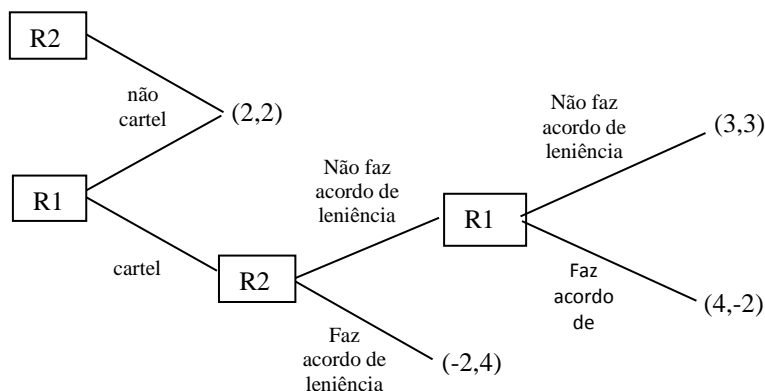 R2
não
cartel
(2,2)
R1
cartel
R2
Não faz
acordo de
leniência
Faz
acordo de
leniência
(-2,4)
R1
Não faz
acordo de
leniência
(3,3)
Faz
acordo
de
(4,-2)